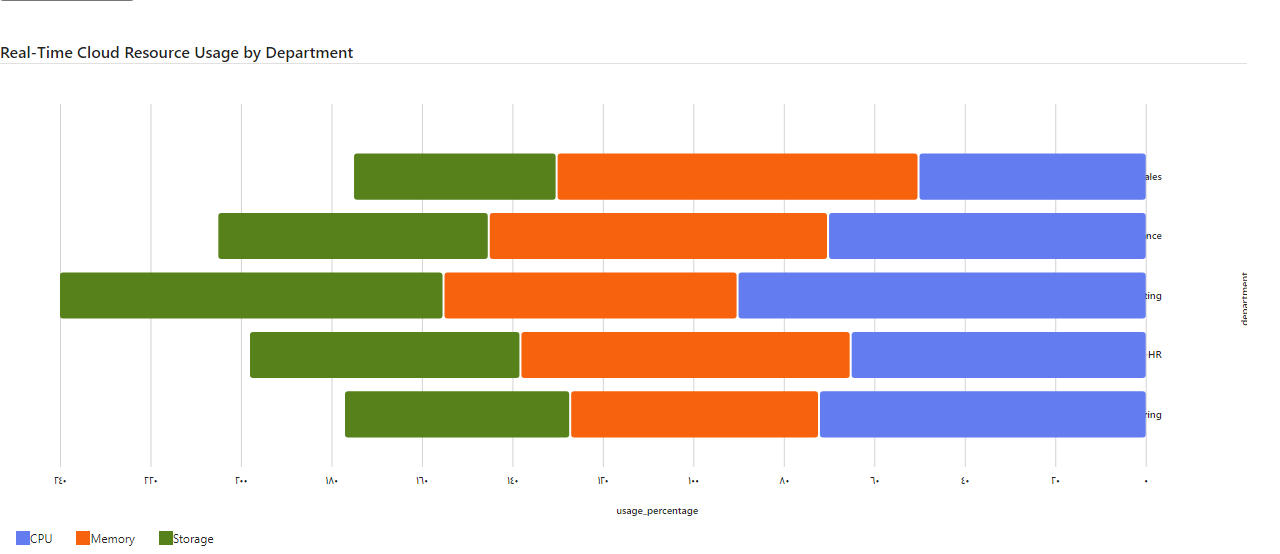 Real-Time Cloud Resource Usage by Department
ales
nce
ting
HR
ring
department
٢٤٠ ٢٢٠ ٢٠٠ ١٨٠ ١٦٠ ١٤٠ ١٢٠ ١٠٠ ٨٠ ٦٠ ٤٠ ٢٠ ٠
usage_percentage
CPU Memory Storage